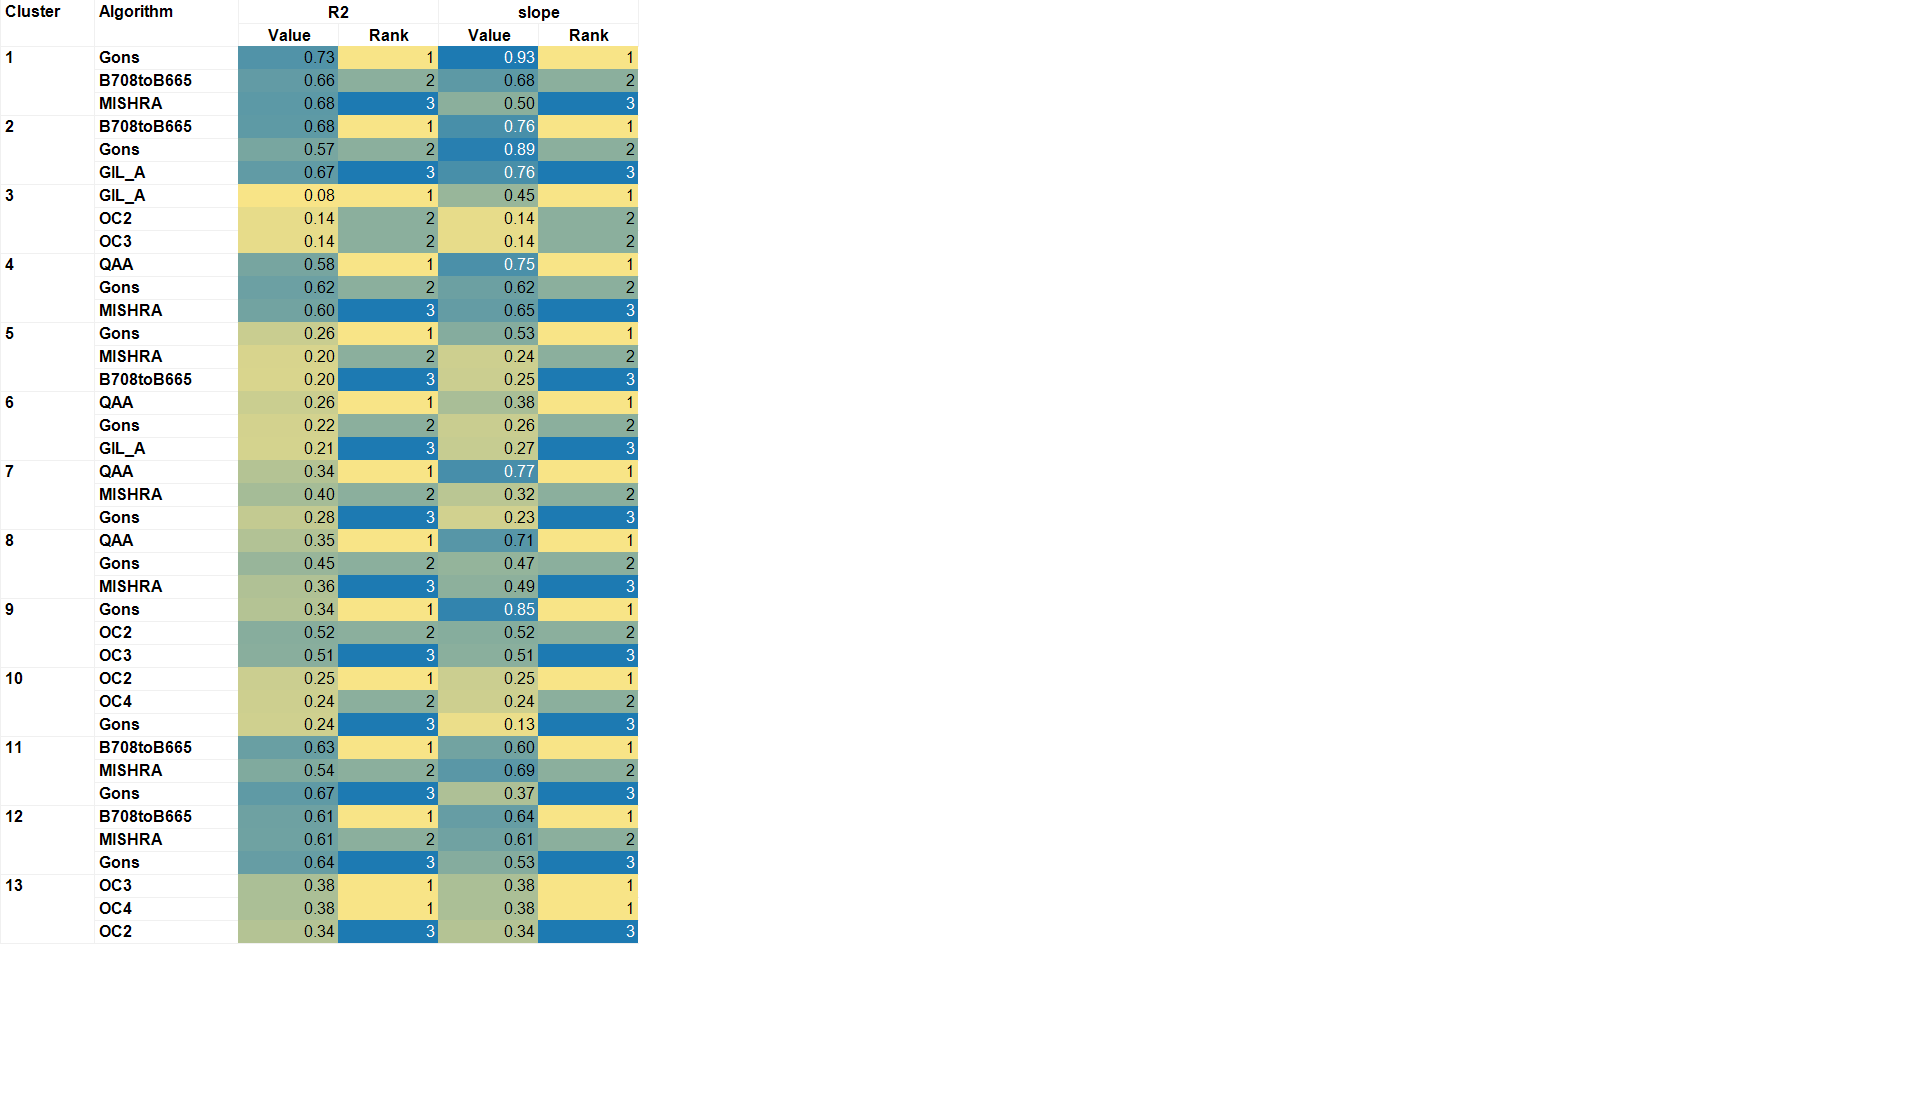 Cluster Algorithm R2 slope
Value Rank Value Rank
1 Gons 0.73 1 0.93 1
B708toB665 0.66 2 0.68 2
MISHRA 0.68 3 0.50 3
2 B708toB665 0.68 1 0.76 1
Gons 0.57 2 0.89 2
GIL_A 0.67 3 0.76 3
3 GIL_A 0.08 1 0.45 1
OC2 0.14 2 0.14 2
OC3 0.14 2 0.14 2
4 QAA 0.58 1 0.75 1
Gons 0.62 2 0.62 2
MISHRA 0.60 3 0.65 3
5 Gons 0.26 1 0.53 1
MISHRA 0.20 2 0.24 2
B708toB665 0.20 3 0.25 3
6 QAA 0.26 1 0.38 1
Gons 0.22 2 0.26 2
GIL_A 0.21 3 0.27 3
7 QAA 0.34 1 0.77 1
MISHRA 0.40 2 0.32 2
Gons 0.28 3 0.23 3
8 QAA 0.35 1 0.71 1
Gons 0.45 2 0.47 2
MISHRA 0.36 3 0.49 3
9 Gons 0.34 1 0.85 1
OC2 0.52 2 0.52 2
OC3 0.51 3 0.51 3
10 OC2 0.25 1 0.25 1
OC4 0.24 2 0.24 2
Gons 0.24 3 0.13 3
11 B708toB665 0.63 1 0.60 1
MISHRA 0.54 2 0.69 2
Gons 0.67 3 0.37 3
12 B708toB665 0.61 1 0.64 1
MISHRA 0.61 2 0.61 2
Gons 0.64 3 0.53 3
13 OC3 0.38 1 0.38 1
OC4 0.38 1 0.38 1
OC2 0.34 3 0.34 3